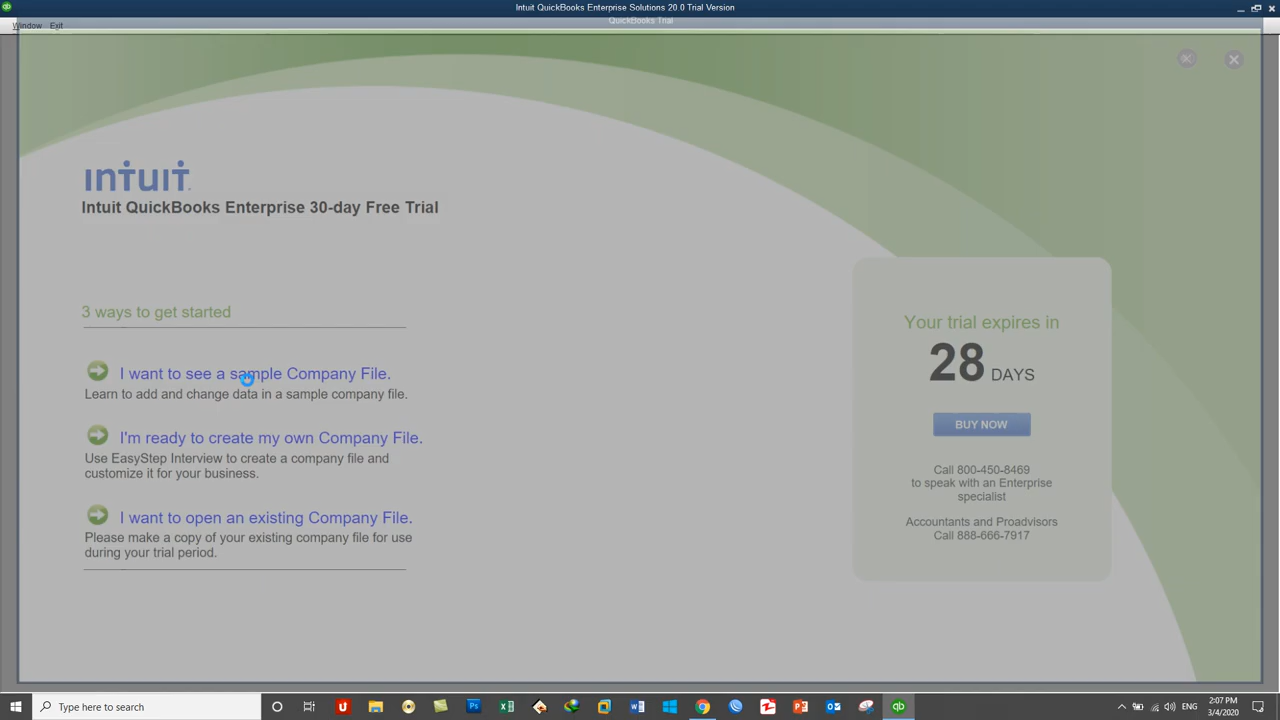 Intuit QuickBooks Enterprise Solutions 20.0 Trial Version
QuickBooks Trial
Window Exit
intuit.
Intuit QuickBooks Enterprise 30-day Free Trial
3 ways to get started
I want to see a sample Company File.
Learn to add and change data in a sample company file.
I'm ready to create my own Company File.
Use EasyStep Interview to create a company file and
customize it for your business.
I want to open an existing Company File.
Please make a copy of your existing company file for use
during your trial period.
Your trial expires in
28 DAYS
BUY NOW
Call 800-450-8469
to speak with an Enterprise
specialist
Accountants and Proadvisors
Call 888-666-7917
Type here to search
ENG
2:07 PM
3/4/2020